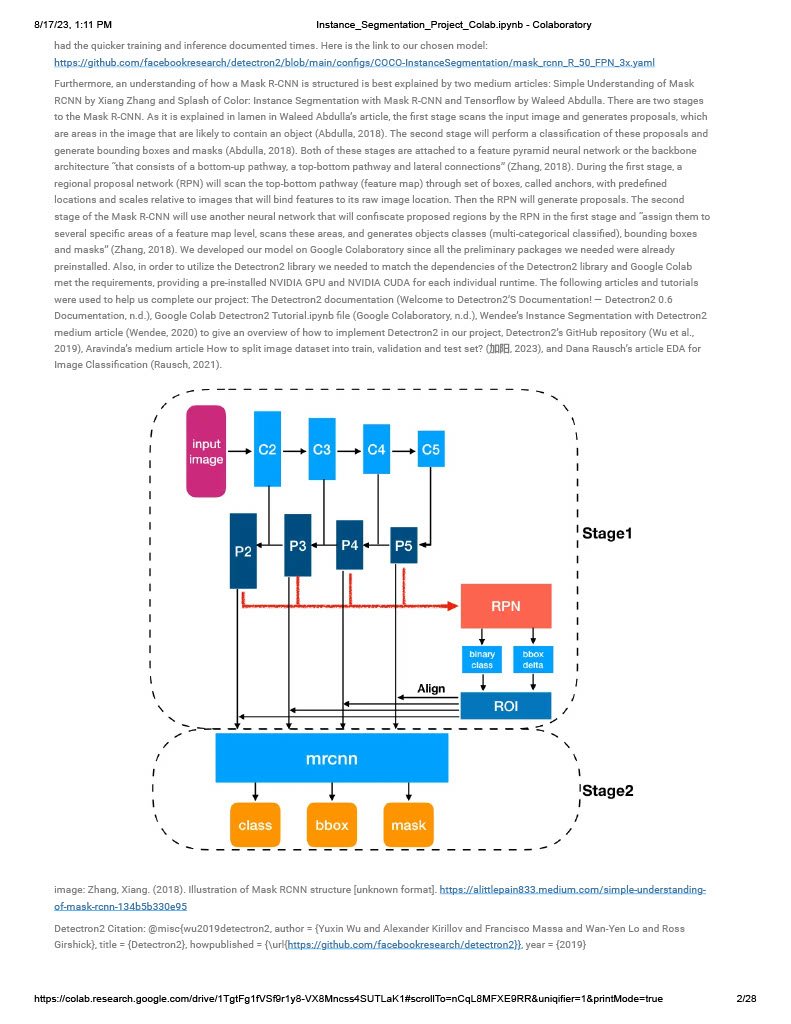 8/17/23, 1:11 PM
Instance_Segmentation_Project_Colab.ipynb - Colaboratory
had the quicker training and inference documented times. Here is the link to our chosen model:
https://github.com/facebookresearch/detectron2/blob/main/configs/COCO-InstanceSegmentation/mask_rcnn_R_50_FPN_3x.yaml
Furthermore, an understanding of how a Mask R-CNN is structured is best explained by two medium articles: Simple Understanding of Mask
RCNN by Xiang Zhang and Splash of Color: Instance Segmentation with Mask R-CNN and Tensorflow by Waleed Abdulla. There are two stages
to the Mask R-CNN. As it is explained in lamen in Waleed Abdulla's article, the first stage scans the input image and generates proposals, which
are areas in the image that are likely to contain an object (Abdulla, 2018). The second stage will perform a classification of these proposals and
generate bounding boxes and masks (Abdulla, 2018). Both of these stages are attached to a feature pyramid neural network or the backbone
architecture "that consists of a bottom-up pathway, a top-bottom pathway and lateral connections" (Zhang, 2018). During the first stage, a
regional proposal network (RPN) will scan the top-bottom pathway (feature map) through set of boxes, called anchors, with predefined
locations and scales relative to images that will bind features to its raw image location. Then the RPN will generate proposals. The second
stage of the Mask R-CNN will use another neural network that will confiscate proposed regions by the RPN in the first stage and "assign them to
several specific areas of a feature map level, scans these areas, and generates objects classes (multi-categorical classified), bounding boxes
and masks" (Zhang, 2018). We developed our model on Google Colaboratory since all the preliminary packages we needed were already
preinstalled. Also, in order to utilize the Detectron2 library we needed to match the dependencies of the Detectron2 library and Google Colab
met the requirements, providing a pre-installed NVIDIA GPU and NVIDIA CUDA for each individual runtime. The following articles and tutorials
were used to help us complete our project: The Detectron2 documentation (Welcome to Detectron2'S Documentation! — Detectron2 0.6
Documentation, n.d.), Google Colab Detectron2 Tutorial.ipynb file (Google Colaboratory, n.d.), Wendee's Instance Segmentation with Detectron2
medium article (Wendee, 2020) to give an overview of how to implement Detectron2 in our project, Detectron2's GitHub repository (Wu et al.,
2019), Aravinda's medium article How to split image dataset into train, validation and test set? (加阳, 2023), and Dana Rausch's article EDA for
Image Classification (Rausch, 2021).
input
image
C2
C3
C4
C5
P2
P3
P4
P5
Stage1
RPN
binary
class
bbox
delta
Align
ROI
mrcnn
Stage2
class
bbox
mask
image: Zhang, Xiang. (2018). Illustration of Mask RCNN structure [unknown format]. https://alittlepain833.medium.com/simple-understanding-
of-mask-rcnn-134b5b330e95
Detectron2 Citation: @misc{wu2019detectron2, author = {Yuxin Wu and Alexander Kirillov and Francisco Massa and Wan-Yen Lo and Ross
Girshick}, title = {Detectron2}, howpublished = {\url{https://github.com/facebookresearch/detectron2}}, year = {2019}
https://colab.research.google.com/drive/1TgtFg1fVSf9r1y8-VX8Mncss4SUTLaK1#scrollTo=nCqL8MFXE9RR&uniqifier=1&printMode=true
2/28